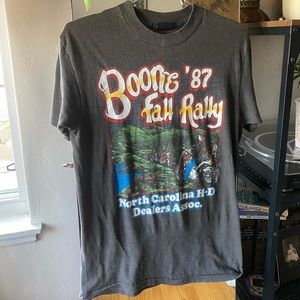 Boone '87
Fall Rally
North Carolina H-D
Dealers Assoc.